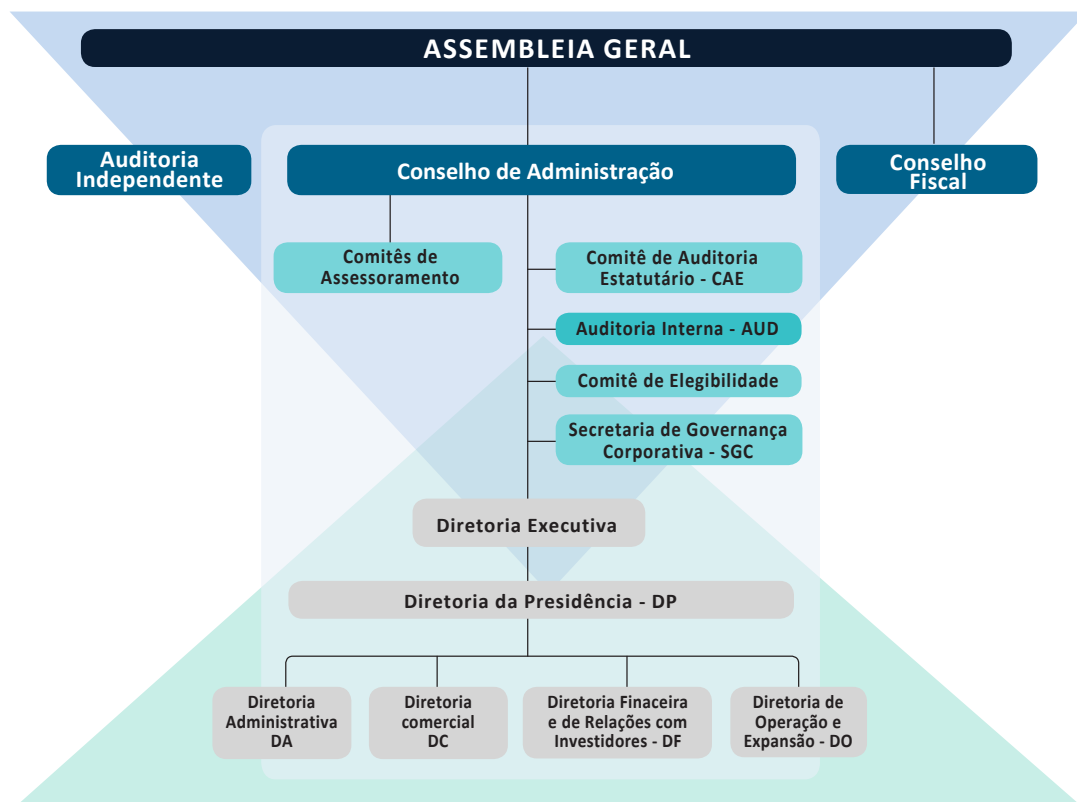 ASSEMBLEIA GERAL
Auditoria
Independente
Conselho de Administração
Conselho
Fiscal
Comitês de
Assessoramento
Comitê de Auditoria
Estatutário - CAE
Auditoria Interna - AUD
Comitê de Elegibilidade
Secretaria de Governança
Corporativa - SGC
Diretoria Executiva
Diretoria da Presidência - DP
Diretoria
Administrativa
DA
Diretoria
comercial
DC
Diretoria Finaceira
e de Relações com
Investidores - DF
Diretoria de
Operação e
Expansão - DO